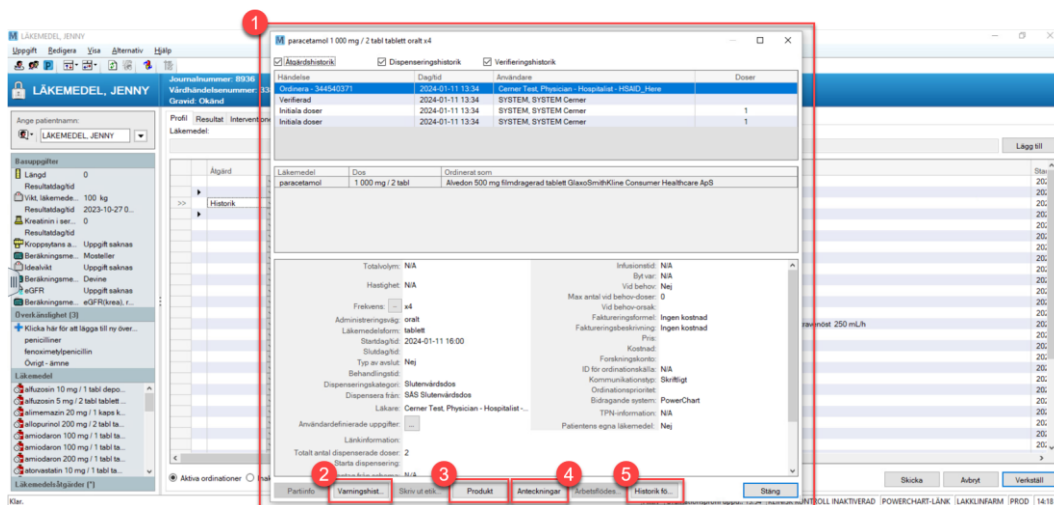 1
LÄKEMEDEL, JENNY
Uppgift Redigera Visa Alternativ Hjälp
LÄKEMEDEL, JENNY
Journalnummer: 8936
Vårdhändelsenummer: 33
Gravid: Okänd
Ange patientnamn:
LÄKEMEDEL, JENNY
Profil Resultat Intervention
Läkemedel:
Lägg till
Basuppgifter
Längd 0
Resultatdag/tid
Vikt, läkemede... 100 kg
Resultatdag/tid 2023-10-27 0...
Kreatinin i ser... 0
Resultatdag/tid
Kroppsytans a... Uppgift saknas
Beräkningsme... Mosteller
Idealvikt Uppgift saknas
Beräkningsme... Devine
eGFR Uppgift saknas
Beräkningsme... eGFR(krea). r...
Överkänslighet (3)
Klicka här för att lägga till ny över...
penicilliner
fenoximetylpenicillin
Övrigt - ämne
Läkemedel
alfuzosin 10 mg / 1 tabl depo...
alfuzosin 5 mg / 2 tabl tablett...
alimemazin 20 mg / 1 kaps k...
allopurinol 200 mg / 2 tabl ta...
amiodaron 100 mg / 1 tabl ta...
amiodaron 100 mg / 1 tabl ta...
amiodaron 200 mg / 1 tabl ta...
atorvastatin 10 mg / 1 tabl ta...
Läkemedelsåtgärder (*)
Åtgärd
>> Historik
Aktiva ordinationer
paracetamol 1 000 mg / 2 tabl tablett oralt x4
Åtgärdshistorik Dispenseringshistorik Verifieringshistorik
Händelse Dag/tid Användare Doser
Ordinera - 344540371 2024-01-11 13:34 Cerner Test, Physician - Hospitalist - HSAID_Here
Verifierad 2024-01-11 13:34 SYSTEM, SYSTEM Cerner
Initiala doser 2024-01-11 13:34 SYSTEM, SYSTEM Cerner 1
Initiala doser 2024-01-11 13:34 SYSTEM, SYSTEM Cerner 1
Läkemedel Dos Ordinerat som
paracetamol 1 000 mg / 2 tabl Alvedon 500 mg filmdragerad tablett GlaxoSmithKline Consumer Healthcare ApS
Totalvolym: N/A
Hastighet: N/A
Frekvens: ... x4
Administreringsväg: oralt
Läkemedelsform: tablett
Startdag/tid: 2024-01-11 16:00
Slutdag/tid:
Typ av avslut: Nej
Behandlingstid:
Dispenseringskategori: Slutenvårdsdos
Dispensera från: SÄS Slutenvårdsdos
Läkare: Cerner Test, Physician - Hospitalist -...
Användardefinierade uppgifter: ...
Länkinformation:
Totalt antal dispenserade doser: 2
Starta dispensering:
Infusionstid: N/A
Byt var: N/A
Vid behov: Nej
Max antal vid behov-doser: 0
Vid behov-orsak:
Faktureringsformel: Ingen kostnad
Faktureringsbeskrivning: Ingen kostnad
Pris:
Kostnad:
Forskningskonto:
ID för ordinationskälla: N/A
Kommunikationstyp: Skriftligt
Ordinationsprioritet:
Bidragande system: PowerChart
TPN-information: N/A
Patientens egna läkemedel: Nej
2 3 4 5
Partiinfo Varningshist... Skriv ut etik... Produkt Anteckningar Arbetsflödes... Historik fö... Stäng
250 mL/h
Skicka Avbryt Verkställ
Klar.
INAKTIVERAD POWERCHART-LÄNK LAKKLINFARM PROD 14:18